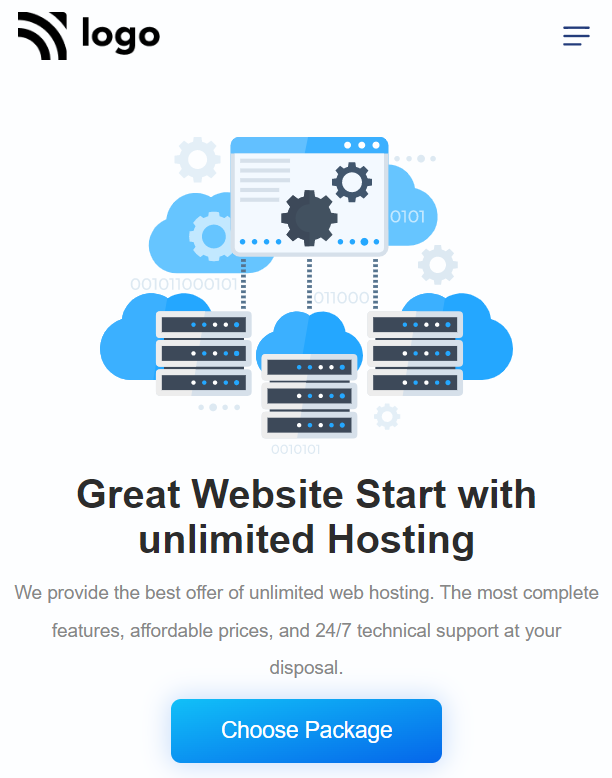 logo
0101
001011000101
011000
0010101
Great Website Start with
unlimited Hosting
We provide the best offer of unlimited web hosting. The most complete
features, affordable prices, and 24/7 technical support at your
disposal.
Choose Package